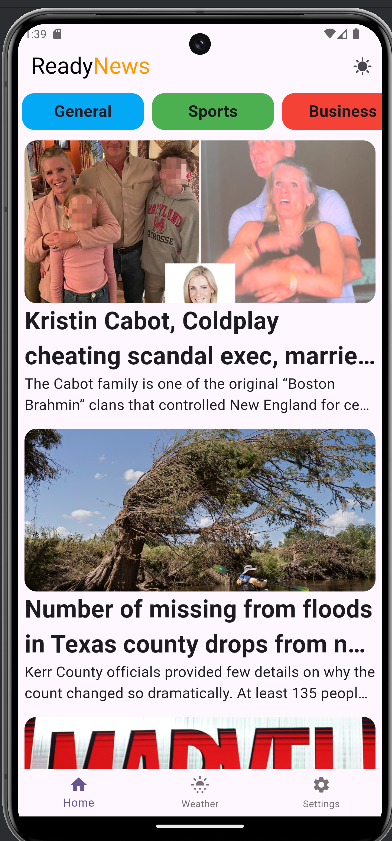 1:39
ReadyNews
General Sports Business
Kristin Cabot, Coldplay
cheating scandal exec, marrie...
The Cabot family is one of the original “Boston
Brahmin” clans that controlled New England for ce...
Number of missing from floods
in Texas county drops from n...
Kerr County officials provided few details on why the
count changed so dramatically. At least 135 peopl...
MARVEL
Home Weather Settings